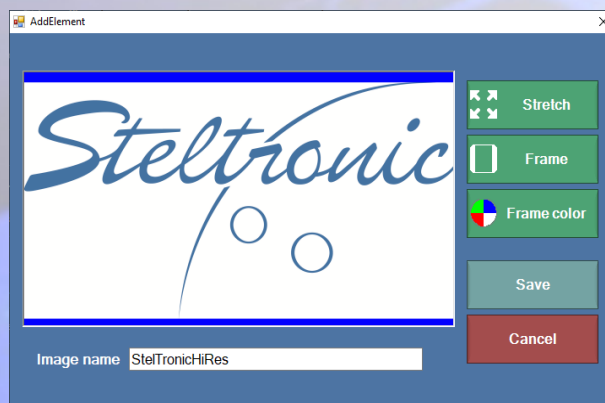 AddElement
Steltronic
Stretch
Frame
Frame color
Save
Cancel
Image name StelTronicHiRes